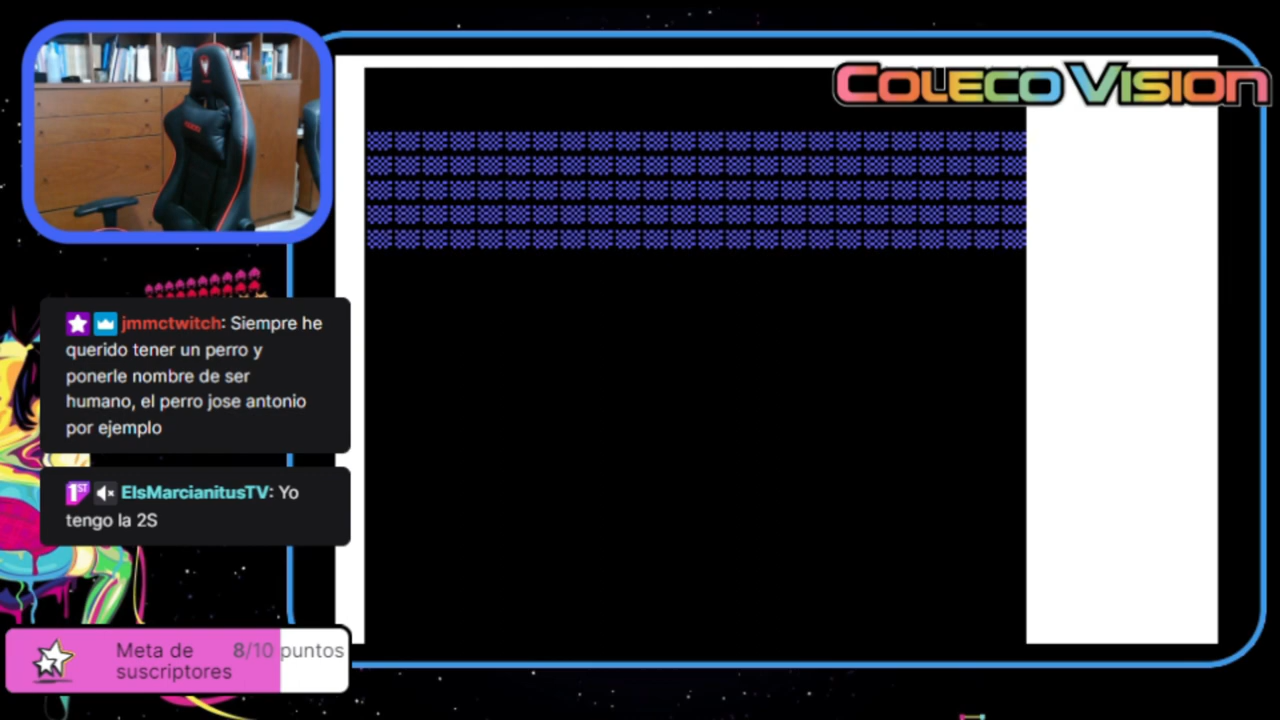 COLECOVISION
jmmctwitch: Siempre he
querido tener un perro y
ponerle nombre de ser
humano, el perro jose antonio
por ejemplo
1ST ElsMarcianitusTV: Yo
tengo la 2S
Meta de
suscriptores
8/10 puntos